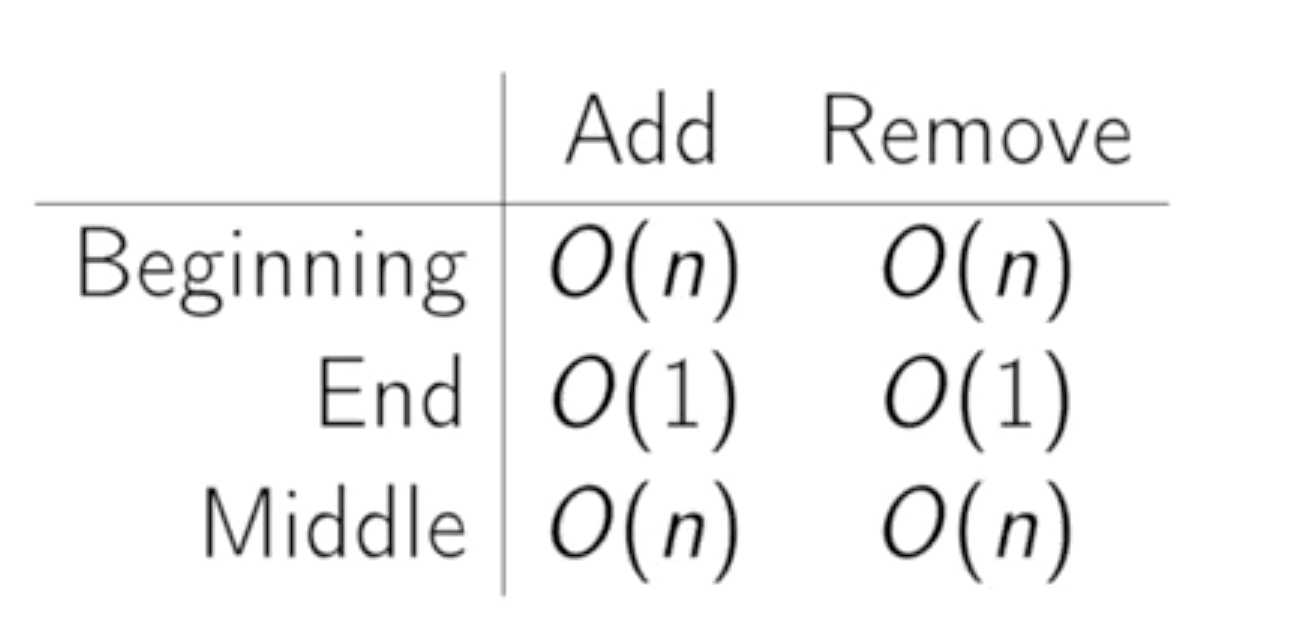 Add Remove
Beginning O(n) O(n)
End O(1) O(1)
Middle O(n) O(n)